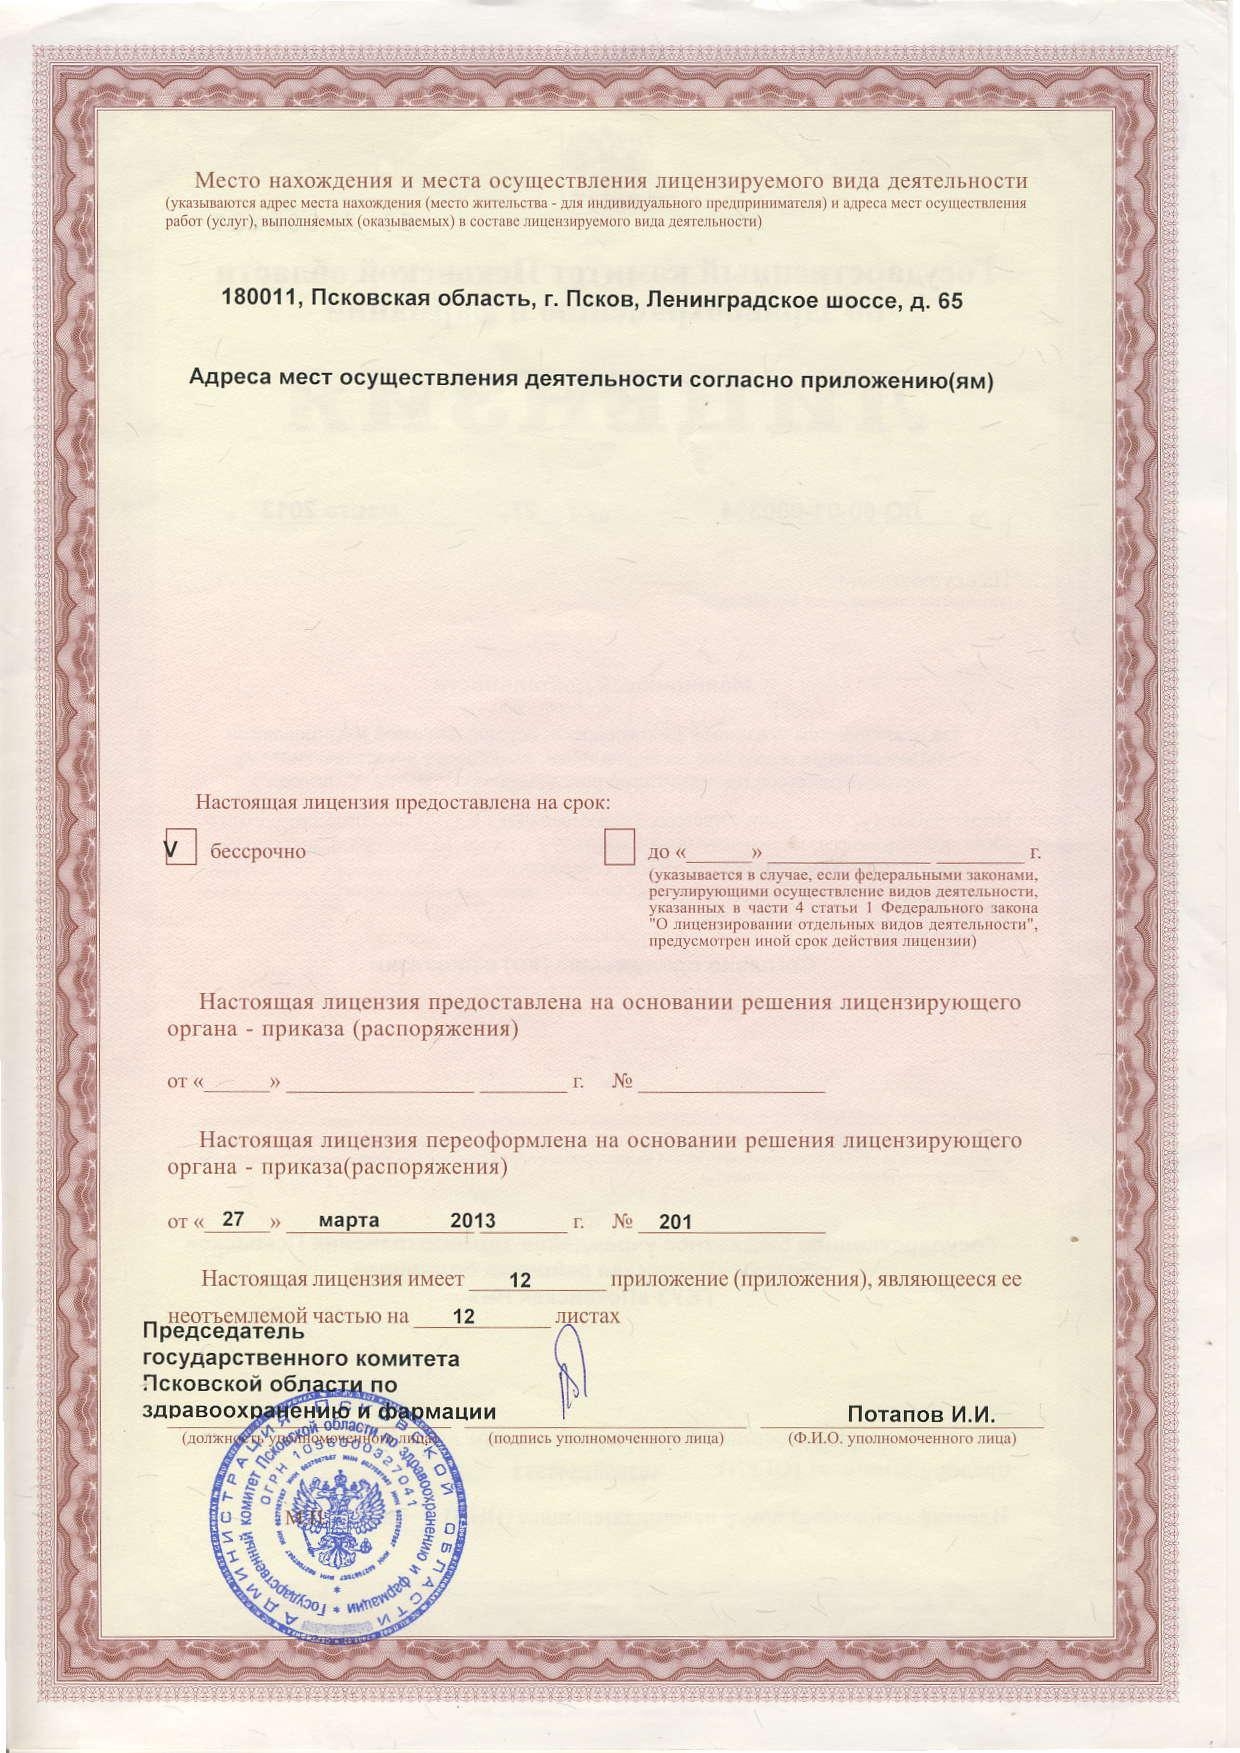 Место нахождения и места осуществления лицензируемого вида деятельности
(указываются адрес места нахождения (место жительства - для индивидуального предпринимателя) и адреса мест осуществления
работ (услуг), выполняемых (оказываемых) в составе лицензируемого вида деятельности)
180011, Псковская область, г. Псков, Ленинградское шоссе, д. 65
Адреса мест осуществления деятельности согласно приложению(ям)
Настоящая лицензия предоставлена на срок:
V бессрочно
до «______» _______________ ________ г.
(указывается в случае, если федеральными законами,
регулирующими осуществление видов деятельности,
указанных в части 4 статьи 1 Федерального закона
"О лицензировании отдельных видов деятельности",
предусмотрен иной срок действия лицензии)
Настоящая лицензия предоставлена на основании решения лицензирующего
органа - приказа (распоряжения)
от «______» _________________ ________ г. № _________________
Настоящая лицензия переоформлена на основании решения лицензирующего
органа - приказа(распоряжения)
от « 27 » марта 2013 г. № 201
Настоящая лицензия имеет 12 приложение (приложения), являющееся ее
неотъемлемой частью на 12 листах
Председатель
государственного комитета
Псковской области по
здравоохранению и фармации
Потапов И.И.
(должность уполномоченного лица)
(подпись уполномоченного лица)
(Ф.И.О. уполномоченного лица)
М.П.
АДМИНИСТРАЦИЯ ПСКОВСКОЙ ОБЛАСТИ
Государственный комитет Псковской области по здравоохранению и фармации *
ОГРН 1096000327041